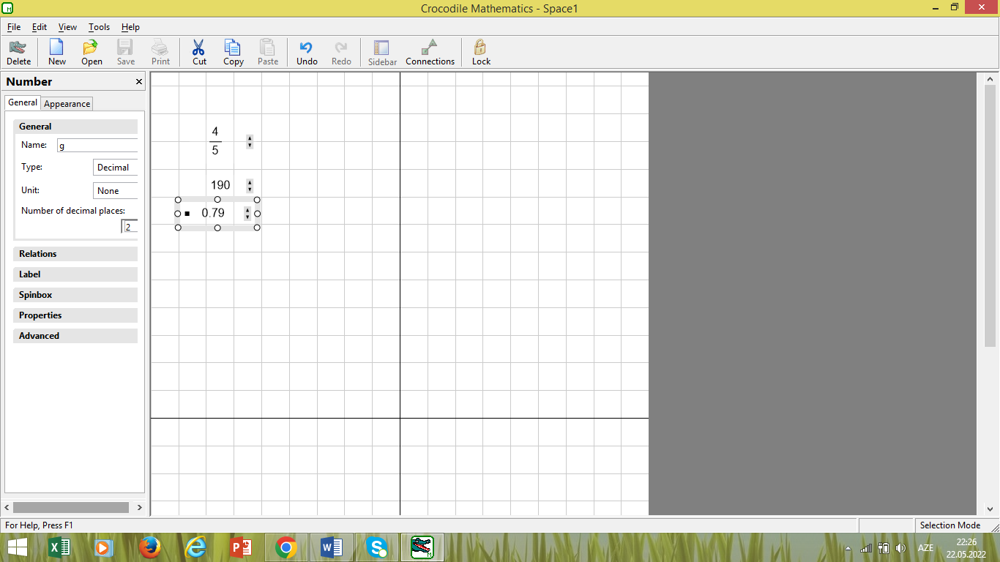 Crocodile Mathematics - Space1
File Edit View Tools Help
Delete New Open Save Print Cut Copy Paste Undo Redo Sidebar Connections Lock
Number
General Appearance
General
Name: g
Type: Decimal
Unit: None
Number of decimal places:
2
Relations
Label
Spinbox
Properties
Advanced
4
5
190
0.79
For Help, Press F1
Selection Mode
AZE
22:26
22.05.2022